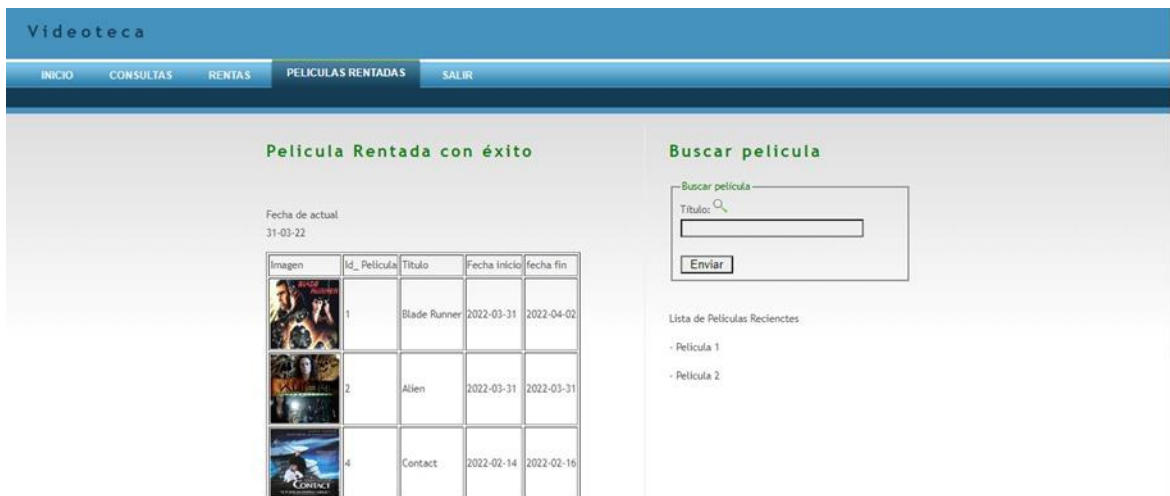 Videoteca
INICIO CONSULTAS RENTAS PELICULAS RENTADAS SALIR
Pelicula Rentada con éxito
Fecha de actual
31-03-22
Imagen Id_ Pelicula Titulo Fecha inicio fecha fin
BLADE RUNNER
1 Blade Runner 2022-03-31 2022-04-02
2 Alien 2022-03-31 2022-03-31
CONTACT
4 Contact 2022-02-14 2022-02-16
Buscar pelicula
Buscar película
Título:
Enviar
Lista de Peliculas Recienctes
- Pelicula 1
- Pelicula 2